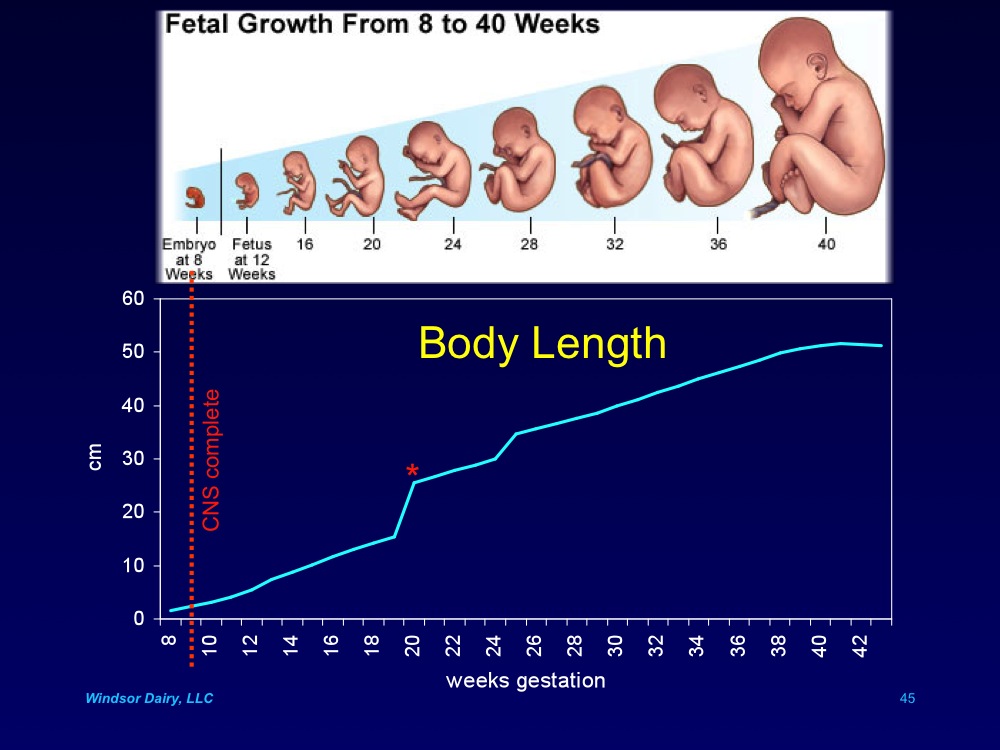 Fetal Growth From 8 to 40 Weeks
Embryo at 8 Weeks
Fetus at 12 Weeks
16 20 24 28 32 36 40
60
50
40
30
20
10
0
cm
Body Length
CNS complete
*
8 10 12 14 16 18 20 22 24 26 28 30 32 34 36 38 40 42
weeks gestation
Windsor Dairy, LLC
45